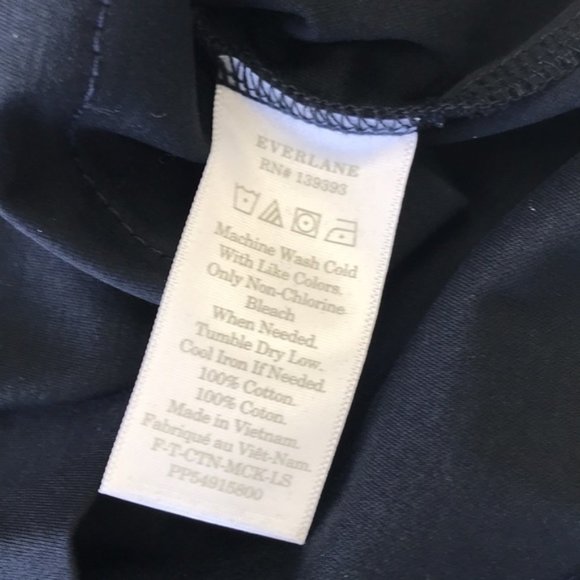 EVERLANE
RN# 139393
Machine Wash Cold
With Like Colors.
Only Non-Chlorine
Bleach
When Needed.
Tumble Dry Low.
Cool Iron If Needed.
100% Cotton.
100% Coton.
Made in Vietnam.
Fabriqué au Viêt-Nam.
F-T-CTN-MCK-LS
PP54915800